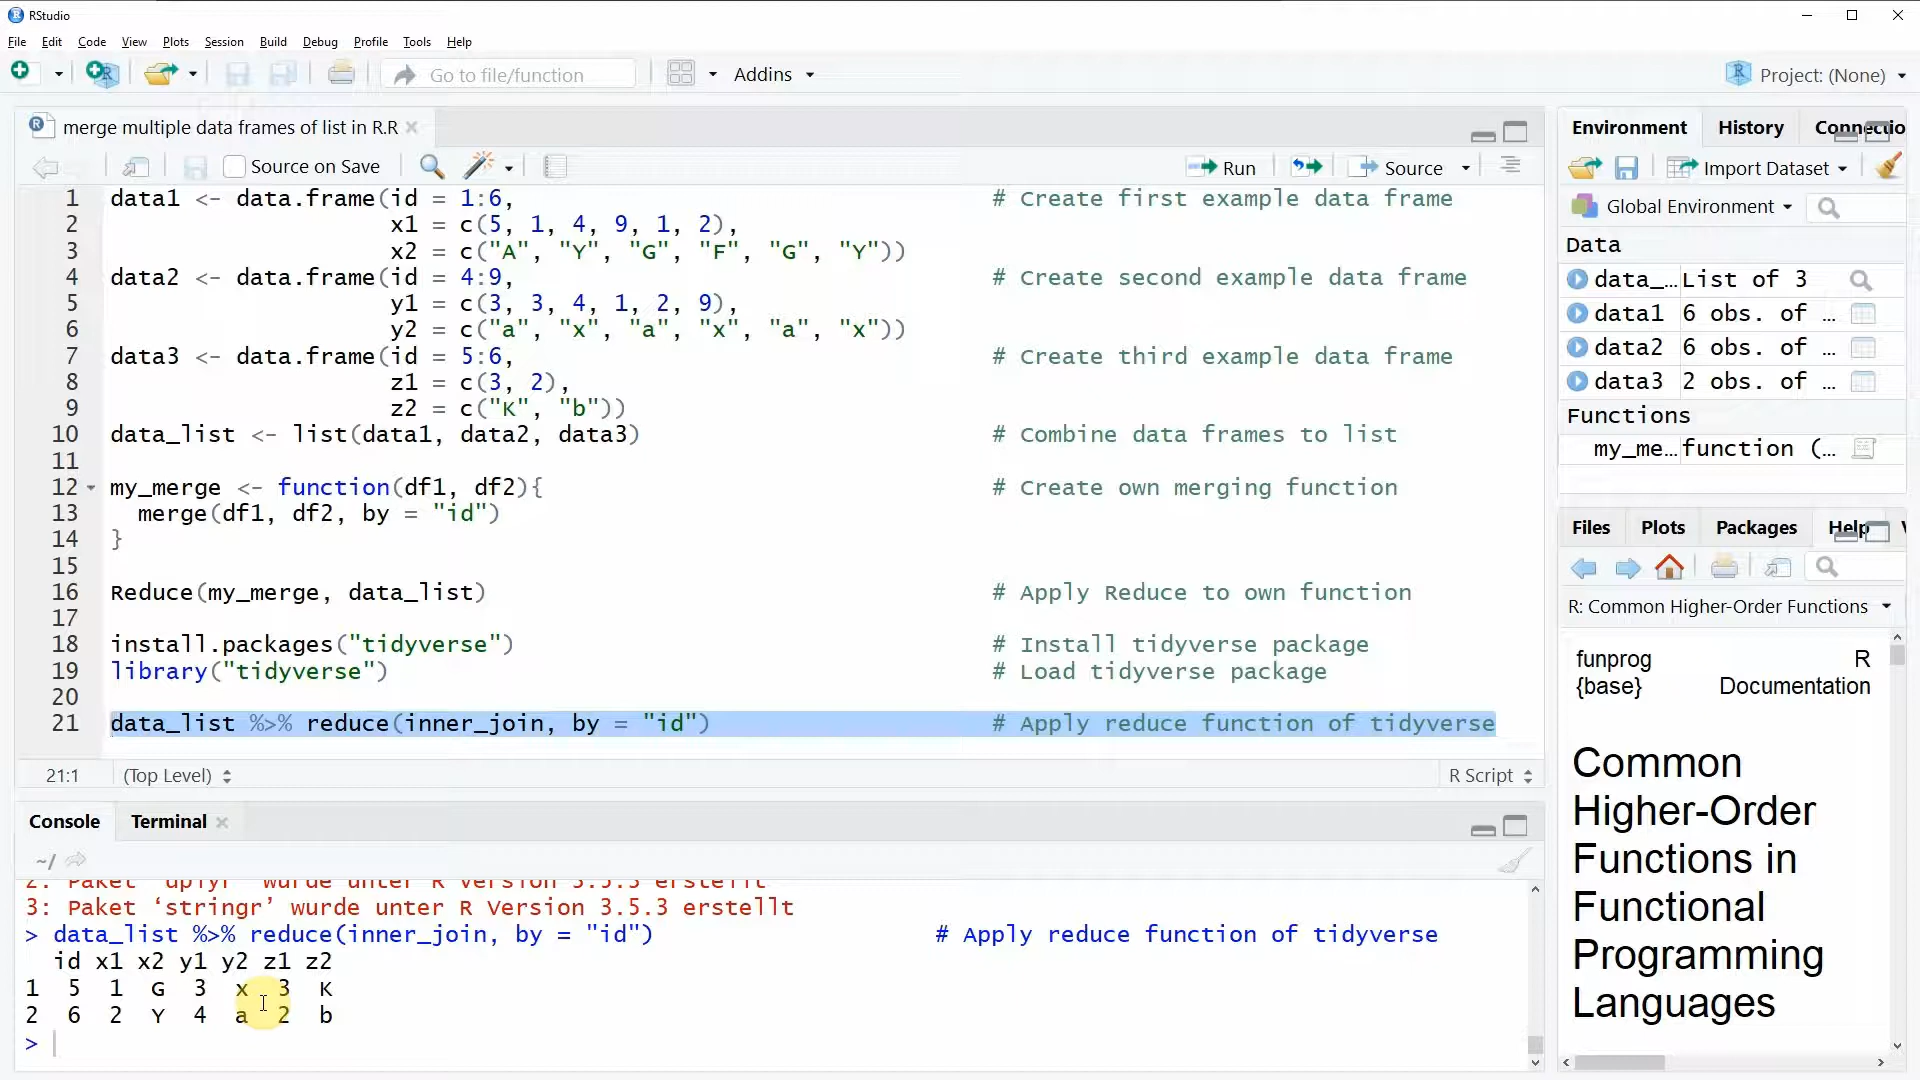 RStudio
File Edit Code View Plots Session Build Debug Profile Tools Help
Go to file/function Addins Project: (None)
merge multiple data frames of list in R.R
Source on Save Run Source
1 data1 <- data.frame(id = 1:6, # Create first example data frame
2 x1 = c(5, 1, 4, 9, 1, 2),
3 x2 = c("A", "Y", "G", "F", "G", "Y"))
4 data2 <- data.frame(id = 4:9, # Create second example data frame
5 y1 = c(3, 3, 4, 1, 2, 9),
6 y2 = c("a", "x", "a", "x", "a", "x"))
7 data3 <- data.frame(id = 5:6, # Create third example data frame
8 z1 = c(3, 2),
9 z2 = c("K", "b"))
10 data_list <- list(data1, data2, data3) # Combine data frames to list
11
12 my_merge <- function(df1, df2){ # Create own merging function
13 merge(df1, df2, by = "id")
14 }
15
16 Reduce(my_merge, data_list) # Apply Reduce to own function
17
18 install.packages("tidyverse") # Install tidyverse package
19 library("tidyverse") # Load tidyverse package
20
21 data_list %>% reduce(inner_join, by = "id") # Apply reduce function of tidyverse
21:1 (Top Level) R Script
Console Terminal
~/
2: Paket ‘dplyr’ wurde unter R Version 3.5.3 erstellt
3: Paket ‘stringr’ wurde unter R Version 3.5.3 erstellt
> data_list %>% reduce(inner_join, by = "id") # Apply reduce function of tidyverse
id x1 x2 y1 y2 z1 z2
1 5 1 G 3 x 3 K
2 6 2 Y 4 a 2 b
>
Environment History Connectio
Import Dataset
Global Environment
Data
data_… List of 3
data1 6 obs. of …
data2 6 obs. of …
data3 2 obs. of …
Functions
my_me… function (…
Files Plots Packages Help
R: Common Higher-Order Functions
funprog R
{base} Documentation
Common
Higher-Order
Functions in
Functional
Programming
Languages